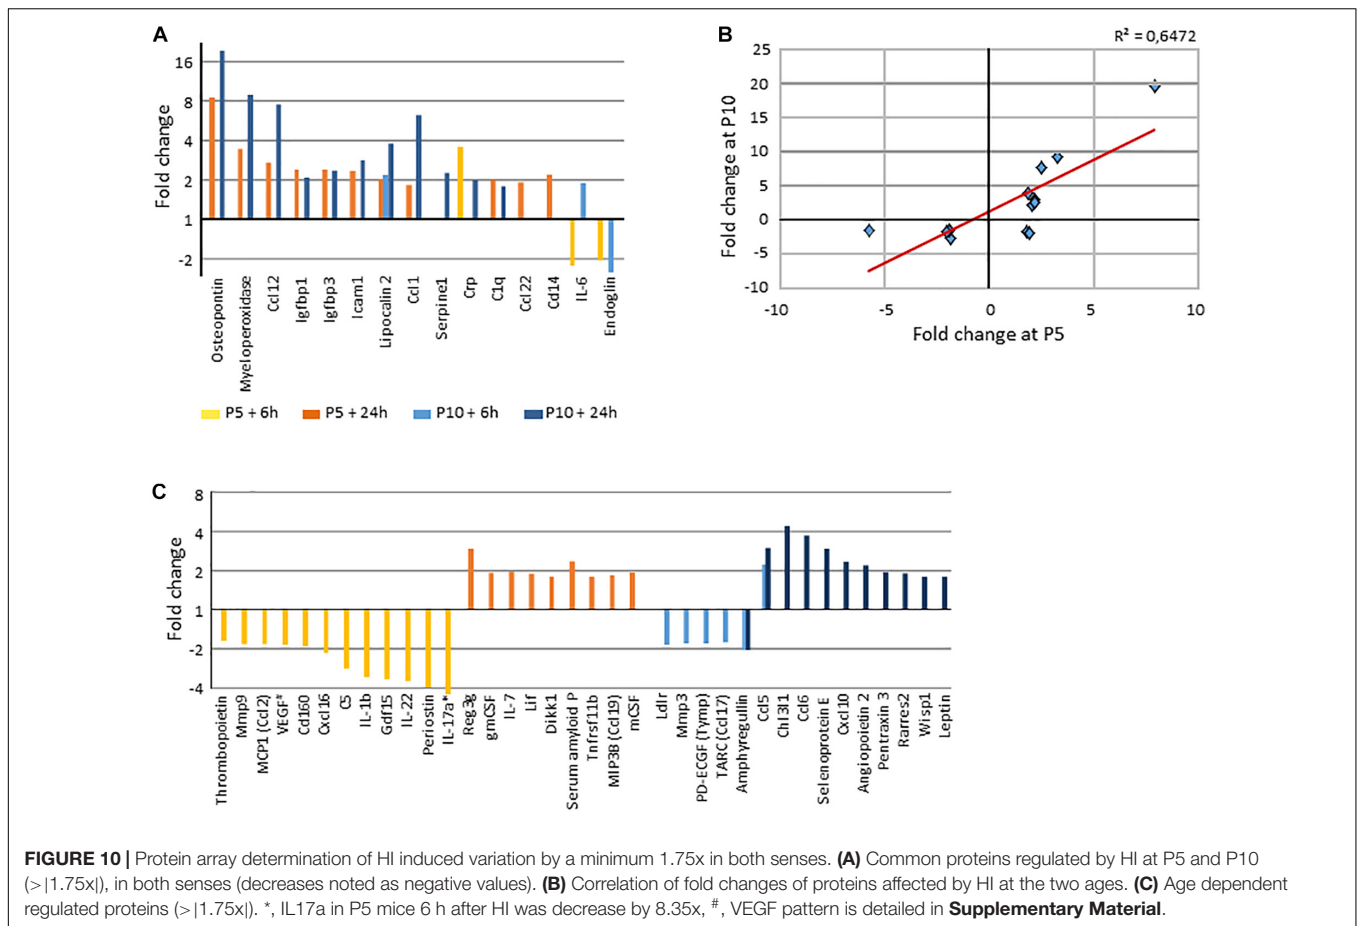 A
16
8
4
2
1
-2
Fold change
Osteopontin
Myeloperoxidase
Ccl12
Igfbp1
Igfbp3
Icam1
Lipocalin 2
Ccl1
Serpine1
Crp
C1q
Ccl22
Cd14
IL-6
Endoglin
P5 + 6h
P5 + 24h
P10 + 6h
P10 + 24h
B
R² = 0,6472
25
20
15
10
5
0
-5
-10
Fold change at P10
-10
-5
0
5
10
Fold change at P5
C
8
4
2
1
-2
-4
Fold change
Thrombopoietin
Mmp9
MCP1 (Ccl2)
VEGF#
Cd160
Cxcl16
C5
IL-1b
Gdf15
IL-22
Periostin
IL-17a*
Reg3g
gmCSF
IL-7
Lif
Dikk1
Serum amyloid P
Tnfrsf11b
MIP3B (Ccl19)
mCSF
Ldlr
Mmp3
PD-ECGF (Tymp)
TARC (Ccl17)
Amphyregullin
Ccl5
Chl3l1
Ccl6
Selenoprotein E
Cxcl10
Angiopoietin 2
Pentraxin 3
Rarres2
Wisp1
Leptin
FIGURE 10 | Protein array determination of HI induced variation by a minimum 1.75x in both senses. (A) Common proteins regulated by HI at P5 and P10
(>|1.75x|), in both senses (decreases noted as negative values). (B) Correlation of fold changes of proteins affected by HI at the two ages. (C) Age dependent
regulated proteins (>|1.75x|). *, IL17a in P5 mice 6 h after HI was decrease by 8.35x, #, VEGF pattern is detailed in Supplementary Material.